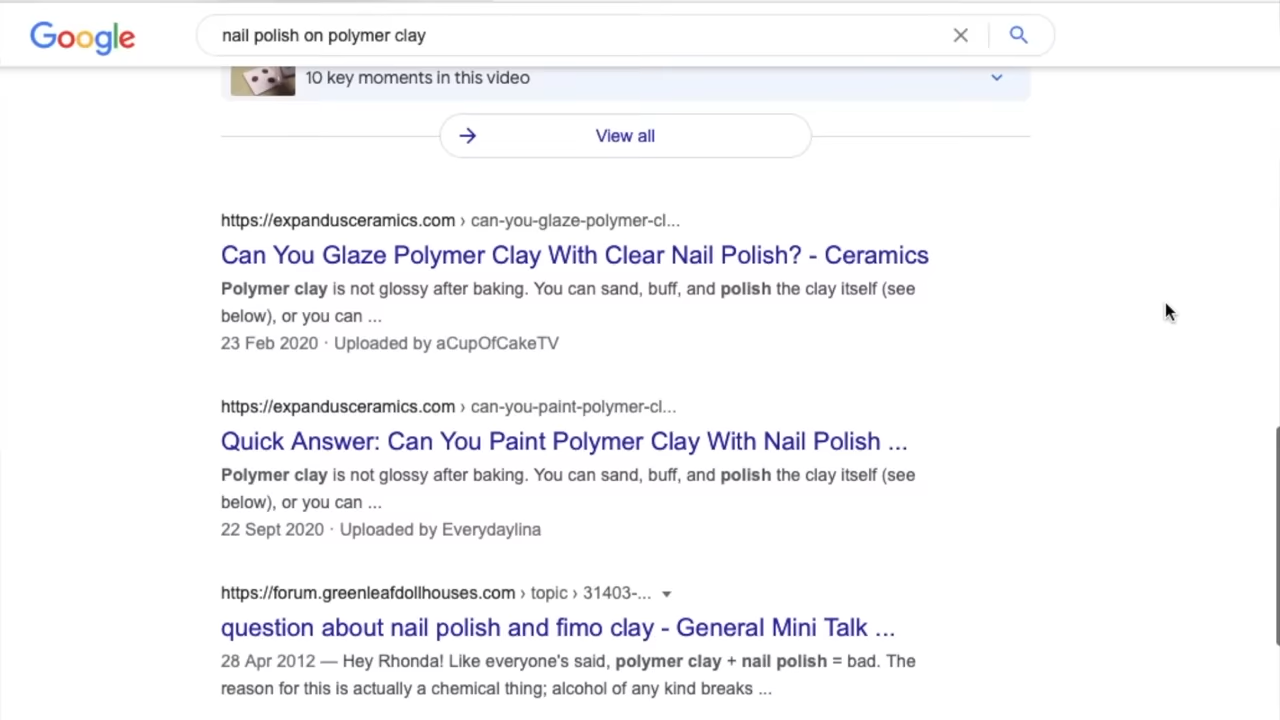 Google
nail polish on polymer clay
10 key moments in this video
View all
https://expandusceramics.com › can-you-glaze-polymer-cl...
Can You Glaze Polymer Clay With Clear Nail Polish? - Ceramics
Polymer clay is not glossy after baking. You can sand, buff, and polish the clay itself (see
below), or you can ...
23 Feb 2020 · Uploaded by aCupOfCakeTV
https://expandusceramics.com › can-you-paint-polymer-cl...
Quick Answer: Can You Paint Polymer Clay With Nail Polish ...
Polymer clay is not glossy after baking. You can sand, buff, and polish the clay itself (see
below), or you can ...
22 Sept 2020 · Uploaded by Everydaylina
https://forum.greenleafdollhouses.com › topic › 31403-...
question about nail polish and fimo clay - General Mini Talk ...
28 Apr 2012 — Hey Rhonda! Like everyone's said, polymer clay + nail polish = bad. The
reason for this is actually a chemical thing; alcohol of any kind breaks ...